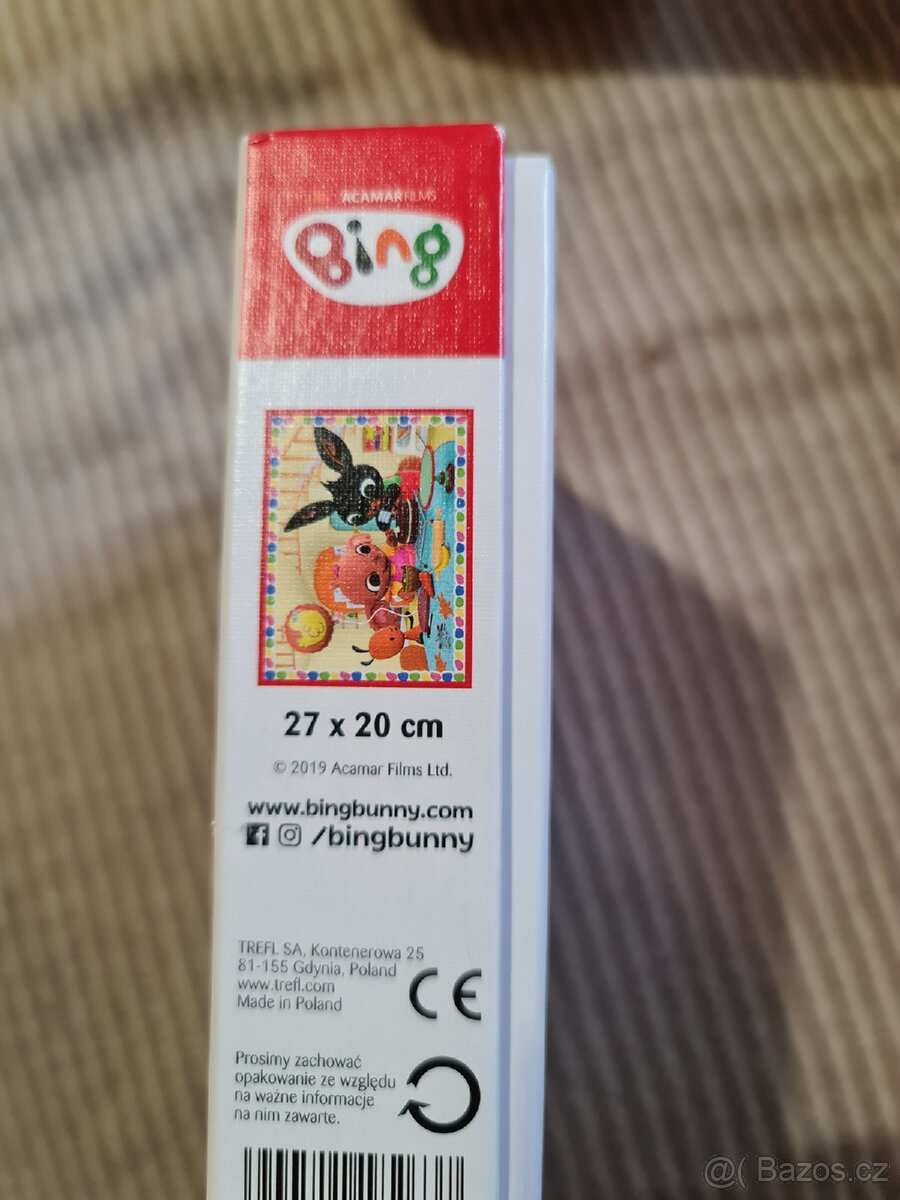 ACAMARFILMS
Bing
27 x 20 cm
© 2019 Acamar Films Ltd.
www.bingbunny.com
/bingbunny
TREFL SA, Kontenerowa 25
81-155 Gdynia, Poland
www.trefl.com
Made in Poland
CE
Prosimy zachować
opakowanie ze względu
na ważne informacje
na nim zawarte.
@( Bazos.cz